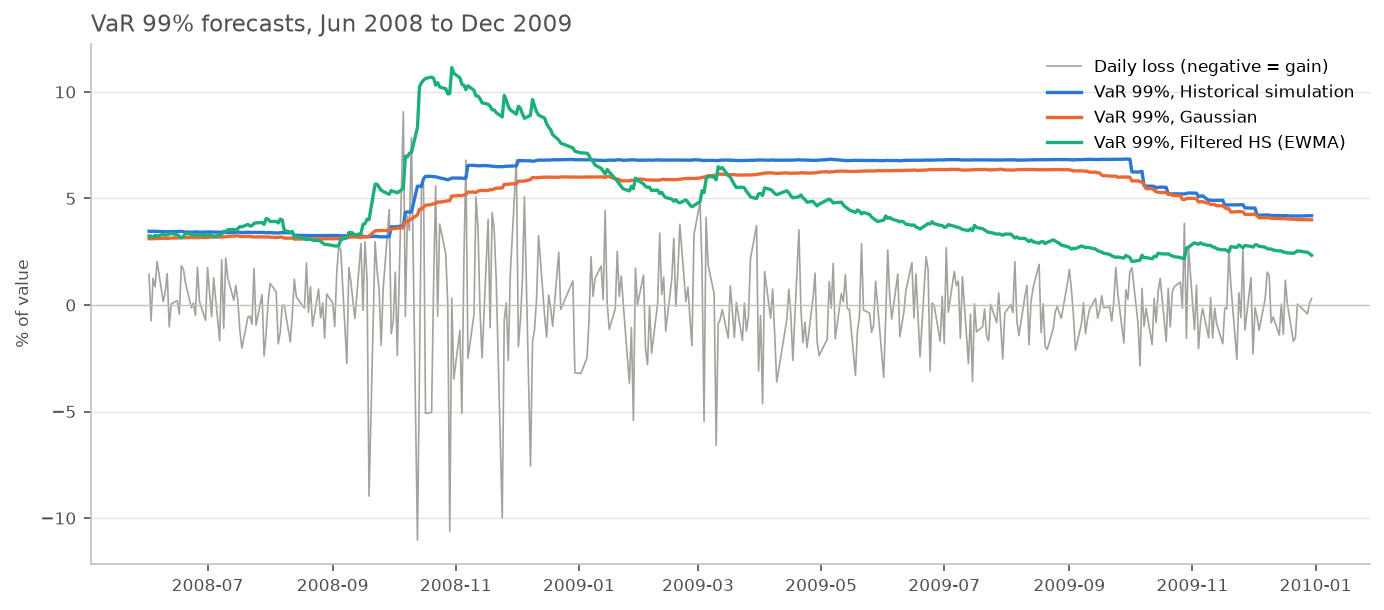 VaR 99% forecasts, Jun 2008 to Dec 2009
Daily loss (negative = gain)
VaR 99%, Historical simulation
VaR 99%, Gaussian
VaR 99%, Filtered HS (EWMA)
% of value
10
5
0
−5
−10
2008-07
2008-09
2008-11
2009-01
2009-03
2009-05
2009-07
2009-09
2009-11
2010-01